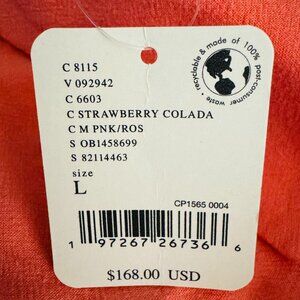 recyclable & made of 100% post-consumer waste •
C 8115
V 092942
C 6603
C STRAWBERRY COLADA
C M PNK/ROS
S OB1458699
S 82114463
size
L
CP1565 0004
1 97267 26736 6
$168.00 USD